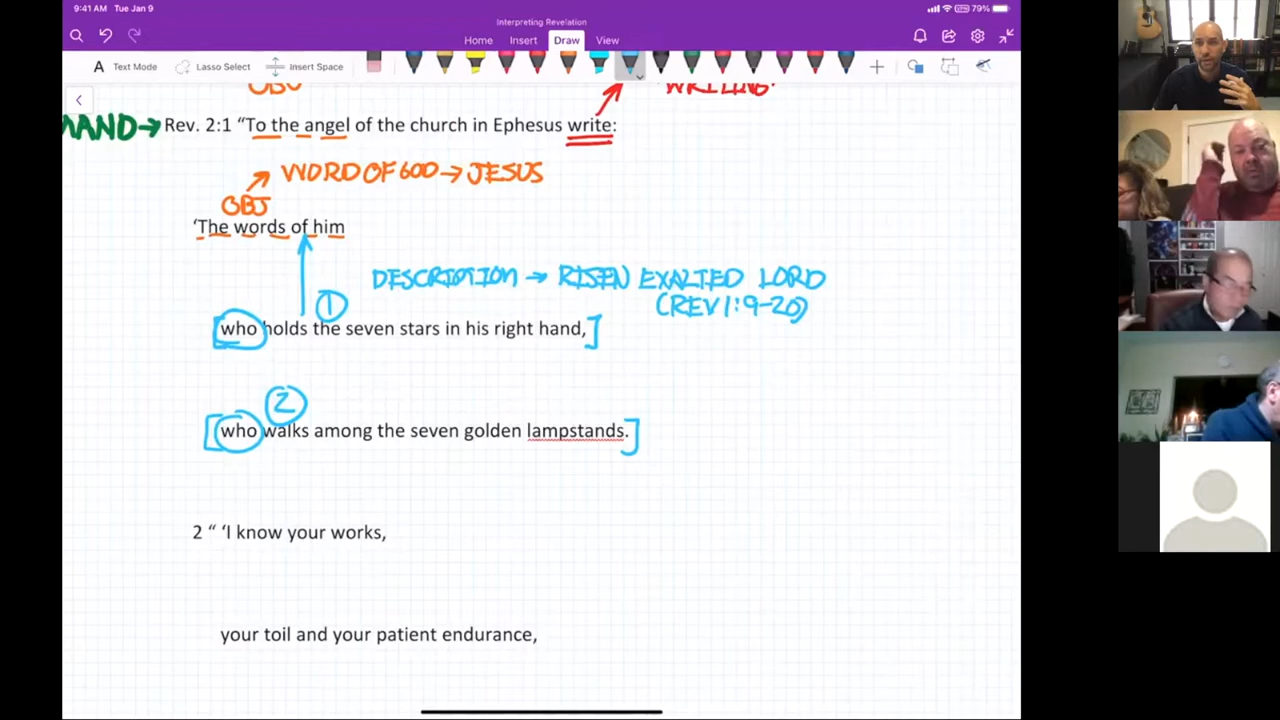 9:41 AM Tue Jan 9
79%
Interpreting Revelation
Home Insert Draw View
Text Mode Lasso Select Insert Space
OBJ
WRITING.
MAND → Rev. 2:1 “To the angel of the church in Ephesus write:
WORD OF GOD → JESUS
OBJ
‘The words of him
DESCRIPTION → RISEN EXALTED LORD
(REV 1:9-20)
1
who holds the seven stars in his right hand,
2
who walks among the seven golden lampstands.
2 “ ‘I know your works,
your toil and your patient endurance,